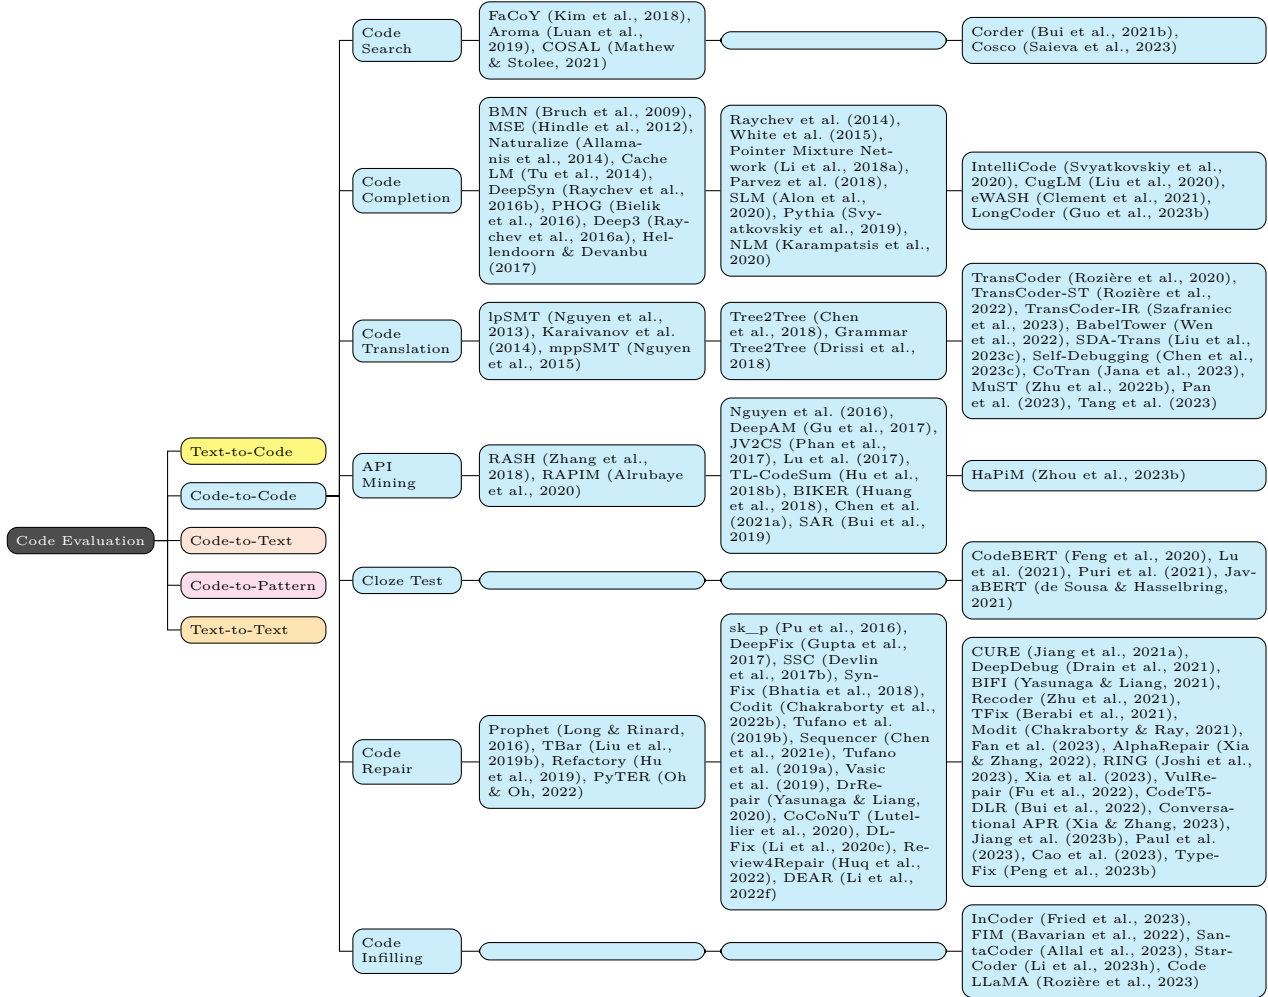 Code
Search
FaCoY (Kim et al., 2018),
Aroma (Luan et al.,
2019), COSAL (Mathew
& Stolee, 2021)
Corder (Bui et al., 2021b),
Cosco (Saieva et al., 2023)
Code
Completion
BMN (Bruch et al., 2009),
MSE (Hindle et al., 2012),
Naturalize (Allama-
nis et al., 2014), Cache
LM (Tu et al., 2014),
DeepSyn (Raychev et al.,
2016b), PHOG (Bielik
et al., 2016), Deep3 (Ray-
chev et al., 2016a), Hel-
lendoorn & Devanbu
(2017)
Raychev et al. (2014),
White et al. (2015),
Pointer Mixture Net-
work (Li et al., 2018a),
Parvez et al. (2018),
SLM (Alon et al.,
2020), Pythia (Svy-
atkovskiy et al., 2019),
NLM (Karampatsis et al.,
2020)
IntelliCode (Svyatkovskiy et al.,
2020), CugLM (Liu et al., 2020),
eWASH (Clement et al., 2021),
LongCoder (Guo et al., 2023b)
Code
Translation
lpSMT (Nguyen et al.,
2013), Karaivanov et al.
(2014), mppSMT (Nguyen
et al., 2015)
Tree2Tree (Chen
et al., 2018), Grammar
Tree2Tree (Drissi et al.,
2018)
TransCoder (Rozière et al., 2020),
TransCoder-ST (Rozière et al.,
2022), TransCoder-IR (Szafraniec
et al., 2023), BabelTower (Wen
et al., 2022), SDA-Trans (Liu et al.,
2023c), Self-Debugging (Chen et al.,
2023c), CoTran (Jana et al., 2023),
MuST (Zhu et al., 2022b), Pan
et al. (2023), Tang et al. (2023)
API
Mining
RASH (Zhang et al.,
2018), RAPIM (Alrubaye
et al., 2020)
Nguyen et al. (2016),
DeepAM (Gu et al., 2017),
JV2CS (Phan et al.,
2017), Lu et al. (2017),
TL-CodeSum (Hu et al.,
2018b), BIKER (Huang
et al., 2018), Chen et al.
(2021a), SAR (Bui et al.,
2019)
HaPiM (Zhou et al., 2023b)
Code Evaluation
Text-to-Code
Code-to-Code
Code-to-Text
Code-to-Pattern
Text-to-Text
Cloze Test
CodeBERT (Feng et al., 2020), Lu
et al. (2021), Puri et al. (2021), Jav-
aBERT (de Sousa & Hasselbring,
2021)
Code
Repair
Prophet (Long & Rinard,
2016), TBar (Liu et al.,
2019b), Refactory (Hu
et al., 2019), PyTER (Oh
& Oh, 2022)
sk_p (Pu et al., 2016),
DeepFix (Gupta et al.,
2017), SSC (Devlin
et al., 2017b), Syn-
Fix (Bhatia et al., 2018),
Codit (Chakraborty et al.,
2022b), Tufano et al.
(2019b), Sequencer (Chen
et al., 2021e), Tufano
et al. (2019a), Vasic
et al. (2019), DrRe-
pair (Yasunaga & Liang,
2020), CoCoNuT (Lutel-
lier et al., 2020), DL-
Fix (Li et al., 2020c), Re-
view4Repair (Huq et al.,
2022), DEAR (Li et al.,
2022f)
CURE (Jiang et al., 2021a),
DeepDebug (Drain et al., 2021),
BIFI (Yasunaga & Liang, 2021),
Recoder (Zhu et al., 2021),
TFix (Berabi et al., 2021),
Modit (Chakraborty & Ray, 2021),
Fan et al. (2023), AlphaRepair (Xia
& Zhang, 2022), RING (Joshi et al.,
2023), Xia et al. (2023), VulRe-
pair (Fu et al., 2022), CodeT5-
DLR (Bui et al., 2022), Conversa-
tional APR (Xia & Zhang, 2023),
Jiang et al. (2023b), Paul et al.
(2023), Cao et al. (2023), Type-
Fix (Peng et al., 2023b)
Code
Infilling
InCoder (Fried et al., 2023),
FIM (Bavarian et al., 2022), San-
taCoder (Allal et al., 2023), Star-
Coder (Li et al., 2023h), Code
LLaMA (Rozière et al., 2023)